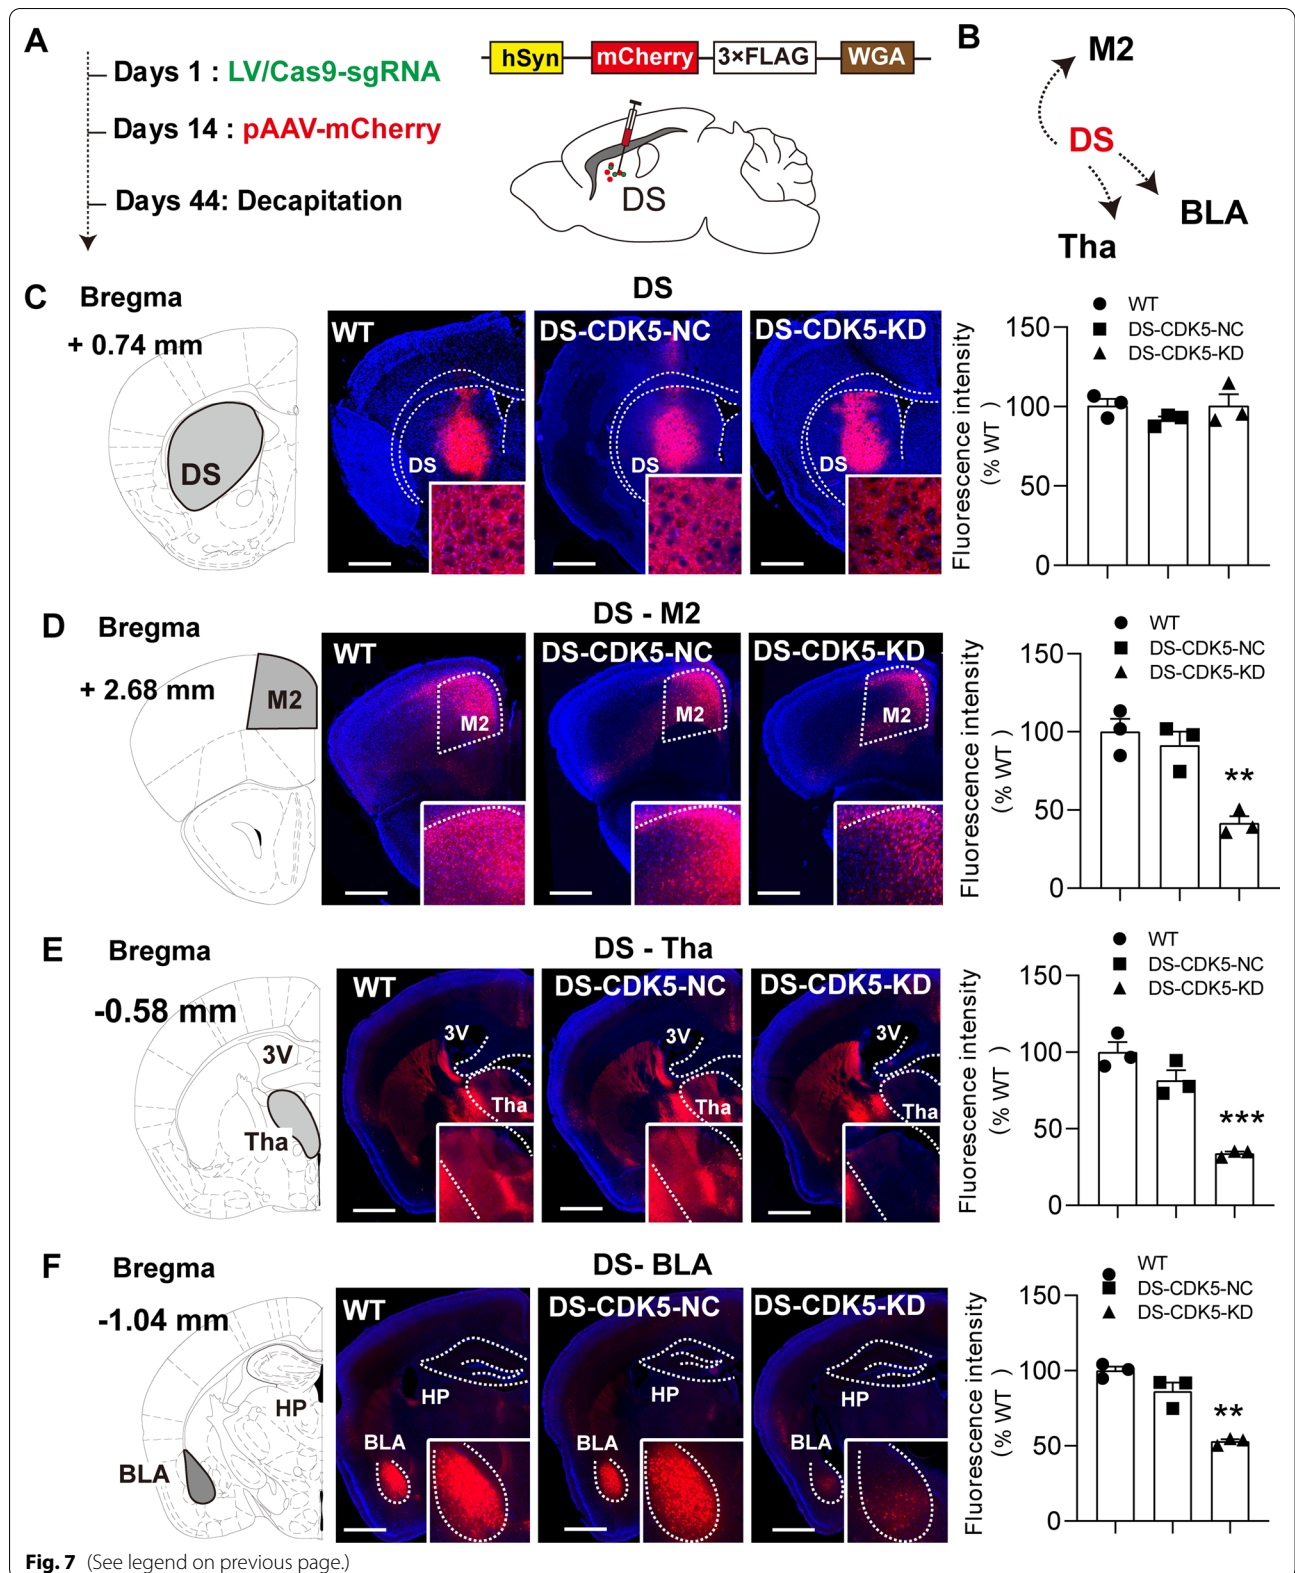 A
Days 1 : LV/Cas9-sgRNA
Days 14 : pAAV-mCherry
Days 44: Decapitation
hSyn mCherry 3×FLAG WGA
DS
B
M2
DS
BLA
Tha
C
Bregma
+ 0.74 mm
DS
DS
WT
DS
DS-CDK5-NC
DS
DS-CDK5-KD
DS
WT
DS-CDK5-NC
DS-CDK5-KD
Fluorescence intensity
(% WT )
150
100
50
0
D
Bregma
+ 2.68 mm
M2
DS - M2
WT
M2
DS-CDK5-NC
M2
DS-CDK5-KD
M2
WT
DS-CDK5-NC
DS-CDK5-KD
Fluorescence intensity
(% WT )
150
100
50
0
**
E
Bregma
-0.58 mm
3V
Tha
DS - Tha
WT
3V
Tha
DS-CDK5-NC
3V
Tha
DS-CDK5-KD
3V
Tha
WT
DS-CDK5-NC
DS-CDK5-KD
Fluorescence intensity
(% WT )
150
100
50
0
***
F
Bregma
-1.04 mm
HP
BLA
DS- BLA
WT
HP
BLA
DS-CDK5-NC
HP
BLA
DS-CDK5-KD
HP
BLA
WT
DS-CDK5-NC
DS-CDK5-KD
Fluorescence intensity
(% WT )
150
100
50
0
**
Fig. 7 (See legend on previous page.)